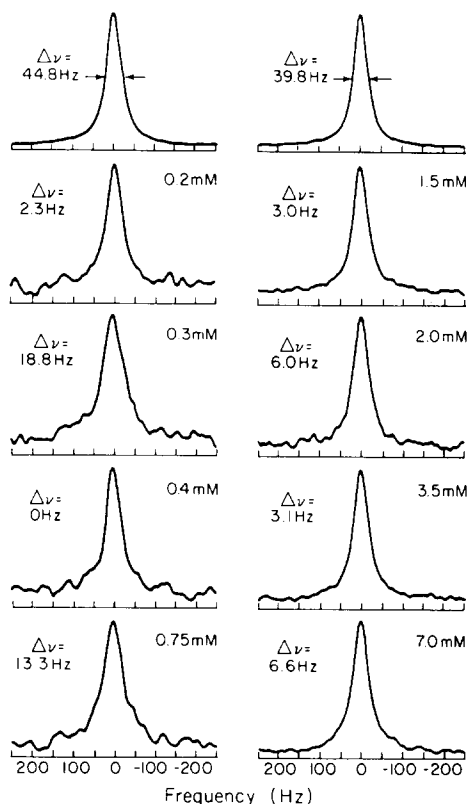 Δν=
44.8Hz
Δν=
39.8Hz
Δν=
2.3Hz
0.2mM
Δν=
3.0Hz
1.5mM
Δν=
18.8Hz
0.3mM
Δν=
6.0Hz
2.0mM
Δν=
0Hz
0.4mM
Δν=
3.1Hz
3.5mM
Δν=
13.3Hz
0.75mM
Δν=
6.6Hz
7.0mM
200 100 0 -100 -200
200 100 0 -100 -200
Frequency (Hz)